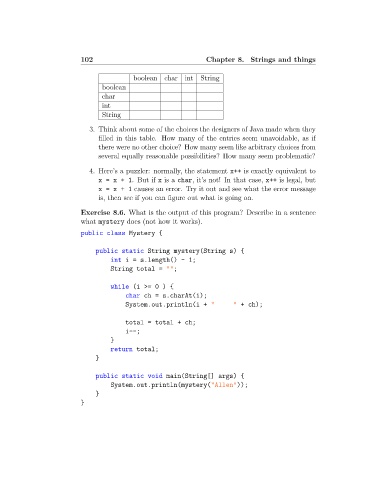 102 Chapter 8. Strings and things
boolean char int String
boolean
char
int
String
3. Think about some of the choices the designers of Java made when they
filled in this table. How many of the entries seem unavoidable, as if
there were no other choice? How many seem like arbitrary choices from
several equally reasonable possibilities? How many seem problematic?
4. Here's a puzzler: normally, the statement x++ is exactly equivalent to
x = x + 1. But if x is a char, it's not! In that case, x++ is legal, but
x = x + 1 causes an error. Try it out and see what the error message
is, then see if you can figure out what is going on.
Exercise 8.6. What is the output of this program? Describe in a sentence
what mystery does (not how it works).
public class Mystery {
public static String mystery(String s) {
int i = s.length() - 1;
String total = "";
while (i >= 0 ) {
char ch = s.charAt(i);
System.out.println(i + "     " + ch);
total = total + ch;
i--;
}
return total;
}
public static void main(String[] args) {
System.out.println(mystery("Allen"));
}
}